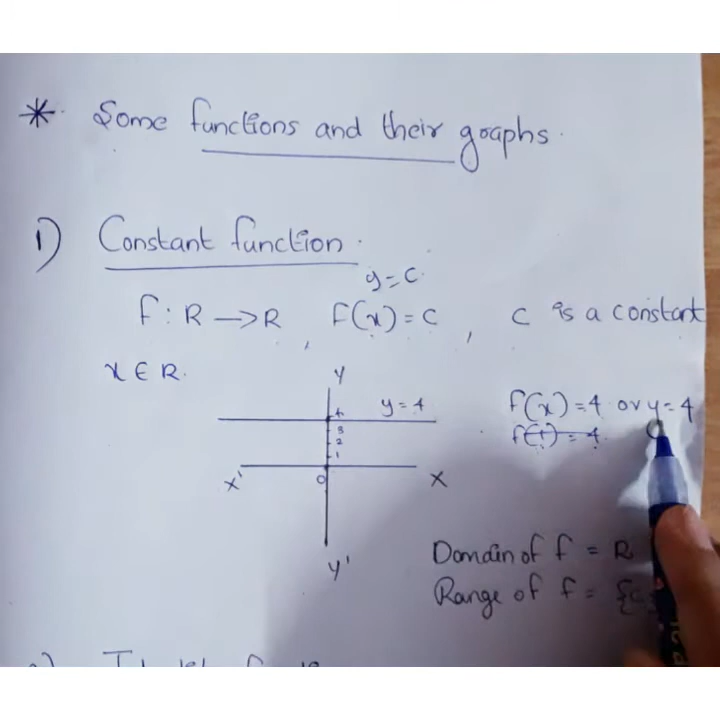 * Some functions and their graphs.
1) Constant function.
y = c.
f : R → R, f(x) = c, c is a constant
x ∈ R.
Y
y = 4
4
3
2
1
X' O X
Y'
f(x) = 4 or y = 4
f(1) = 4
Domain of f = R
Range of f = {c}